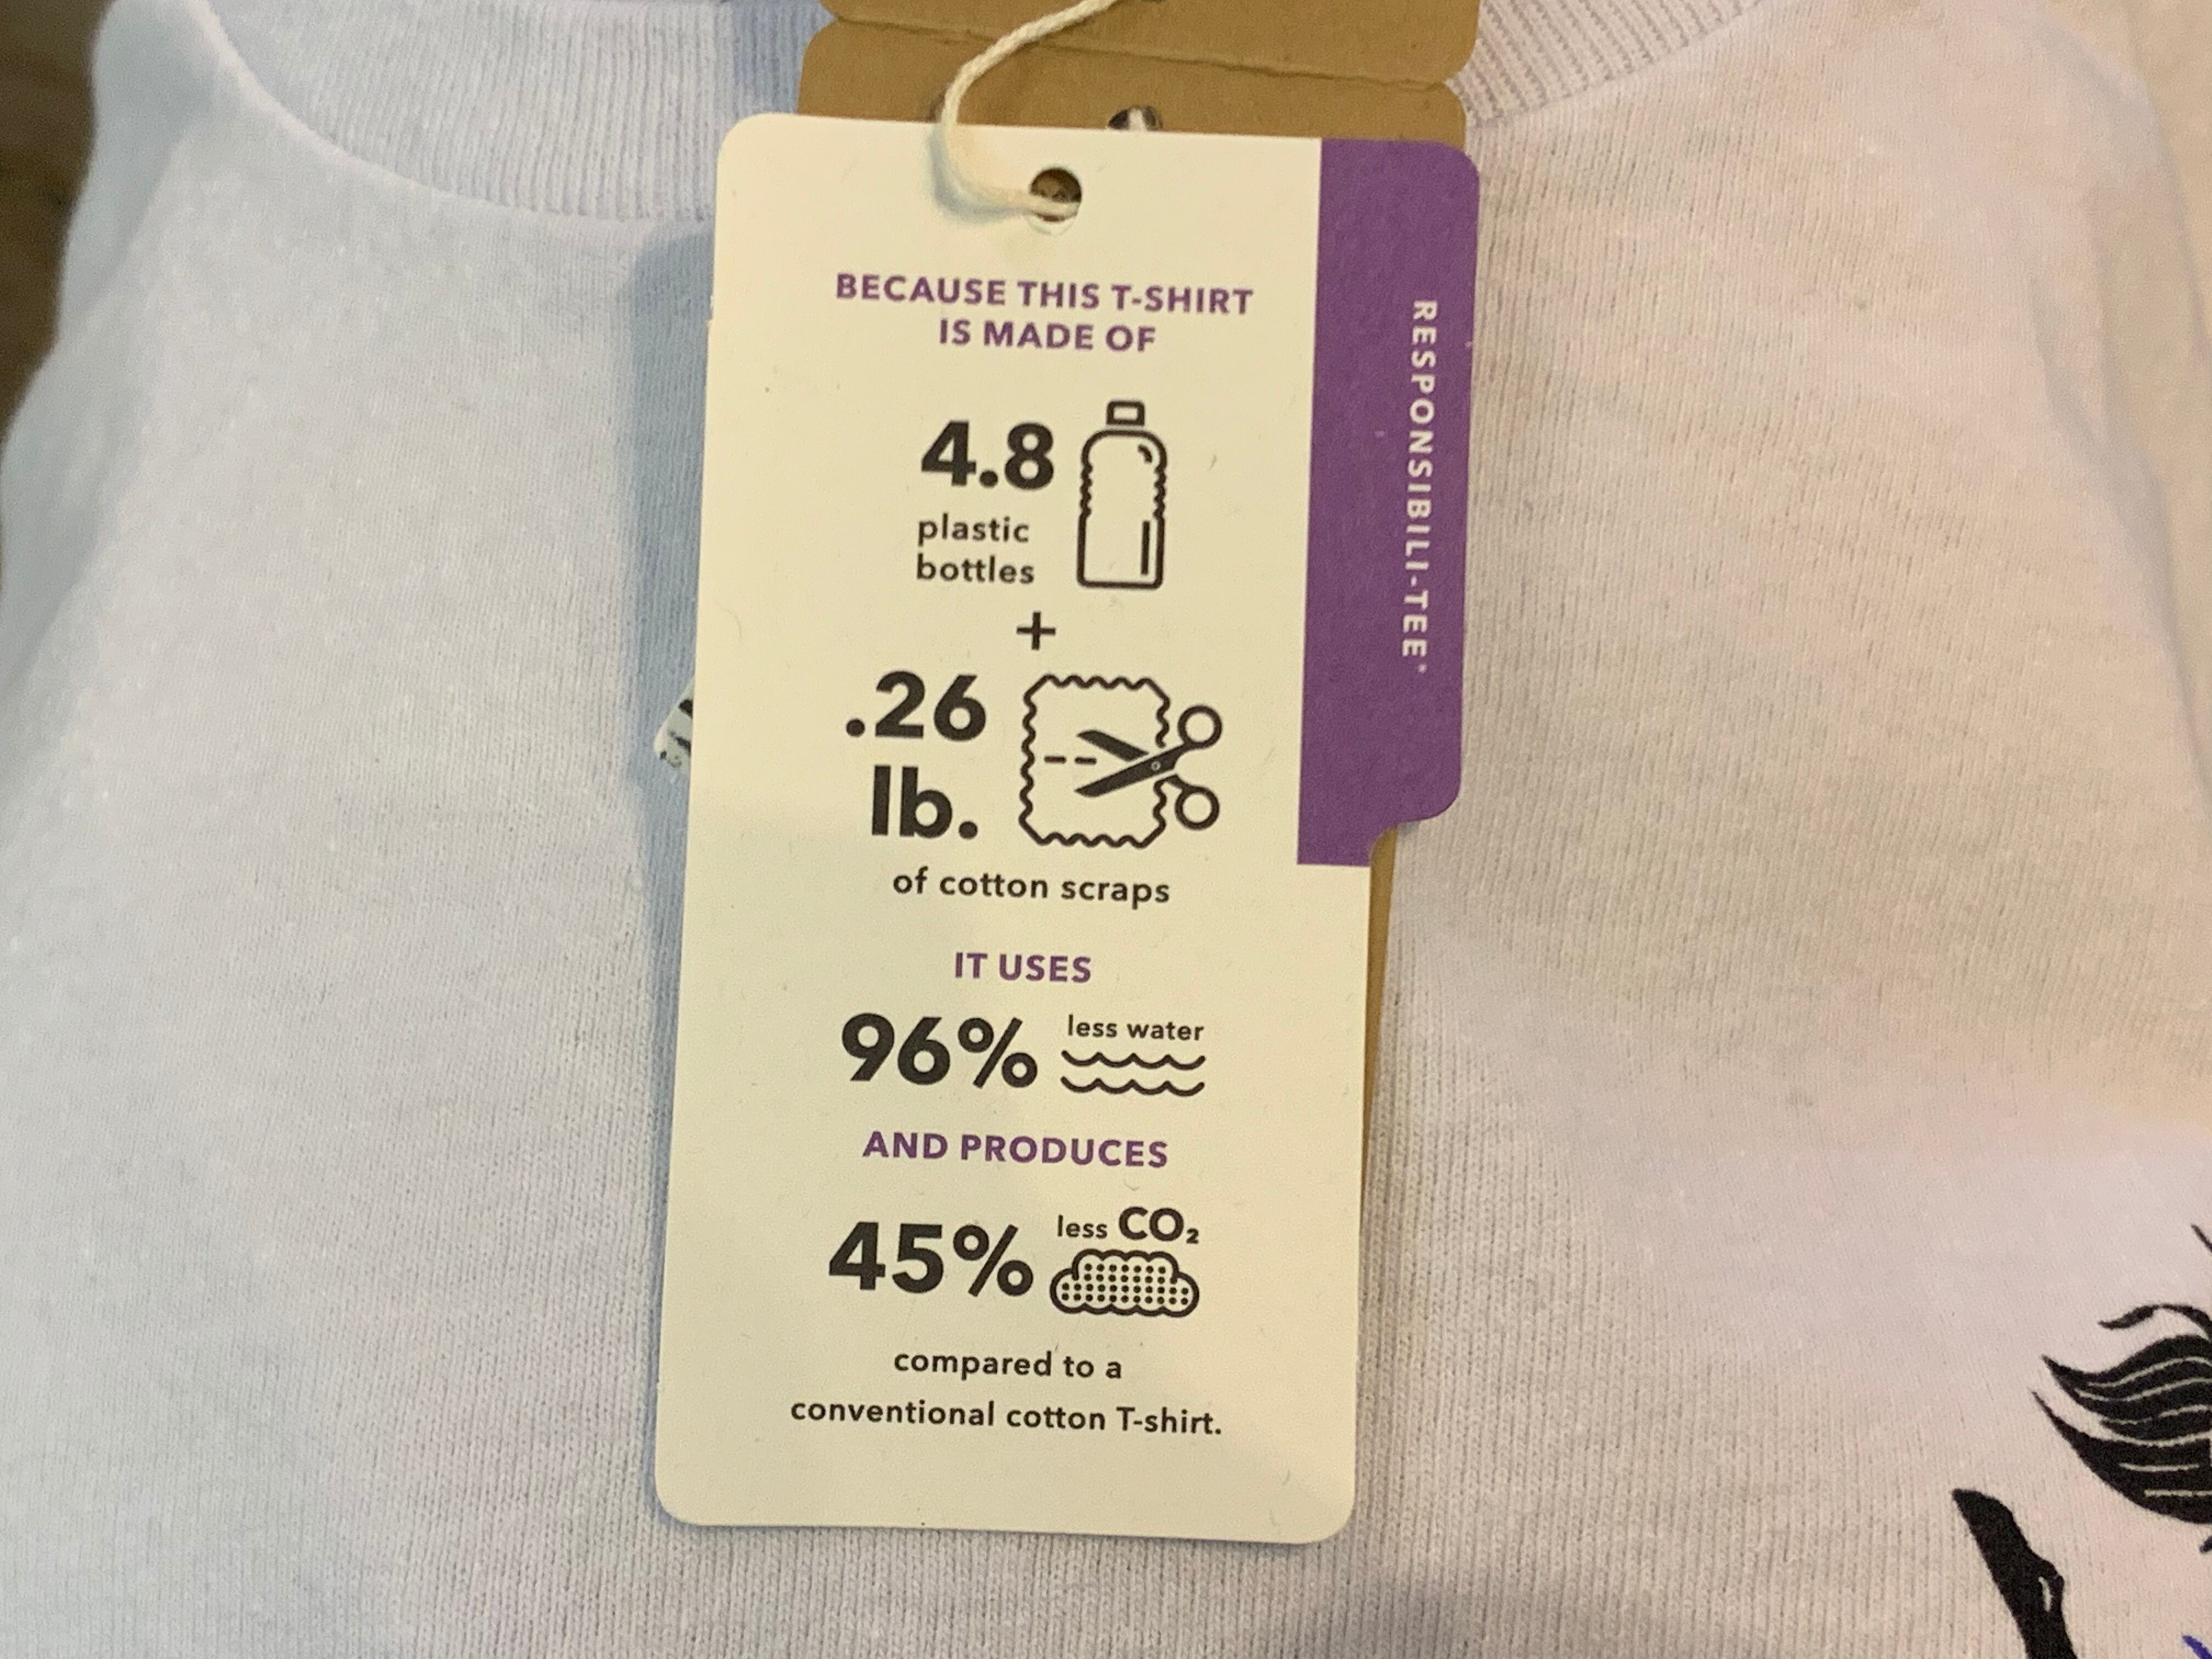 BECAUSE THIS T-SHIRT
IS MADE OF
4.8
plastic
bottles
+
.26
lb.
of cotton scraps
IT USES
96%
less water
AND PRODUCES
45%
less CO₂
compared to a
conventional cotton T-shirt.
RESPONSIBILI-TEE